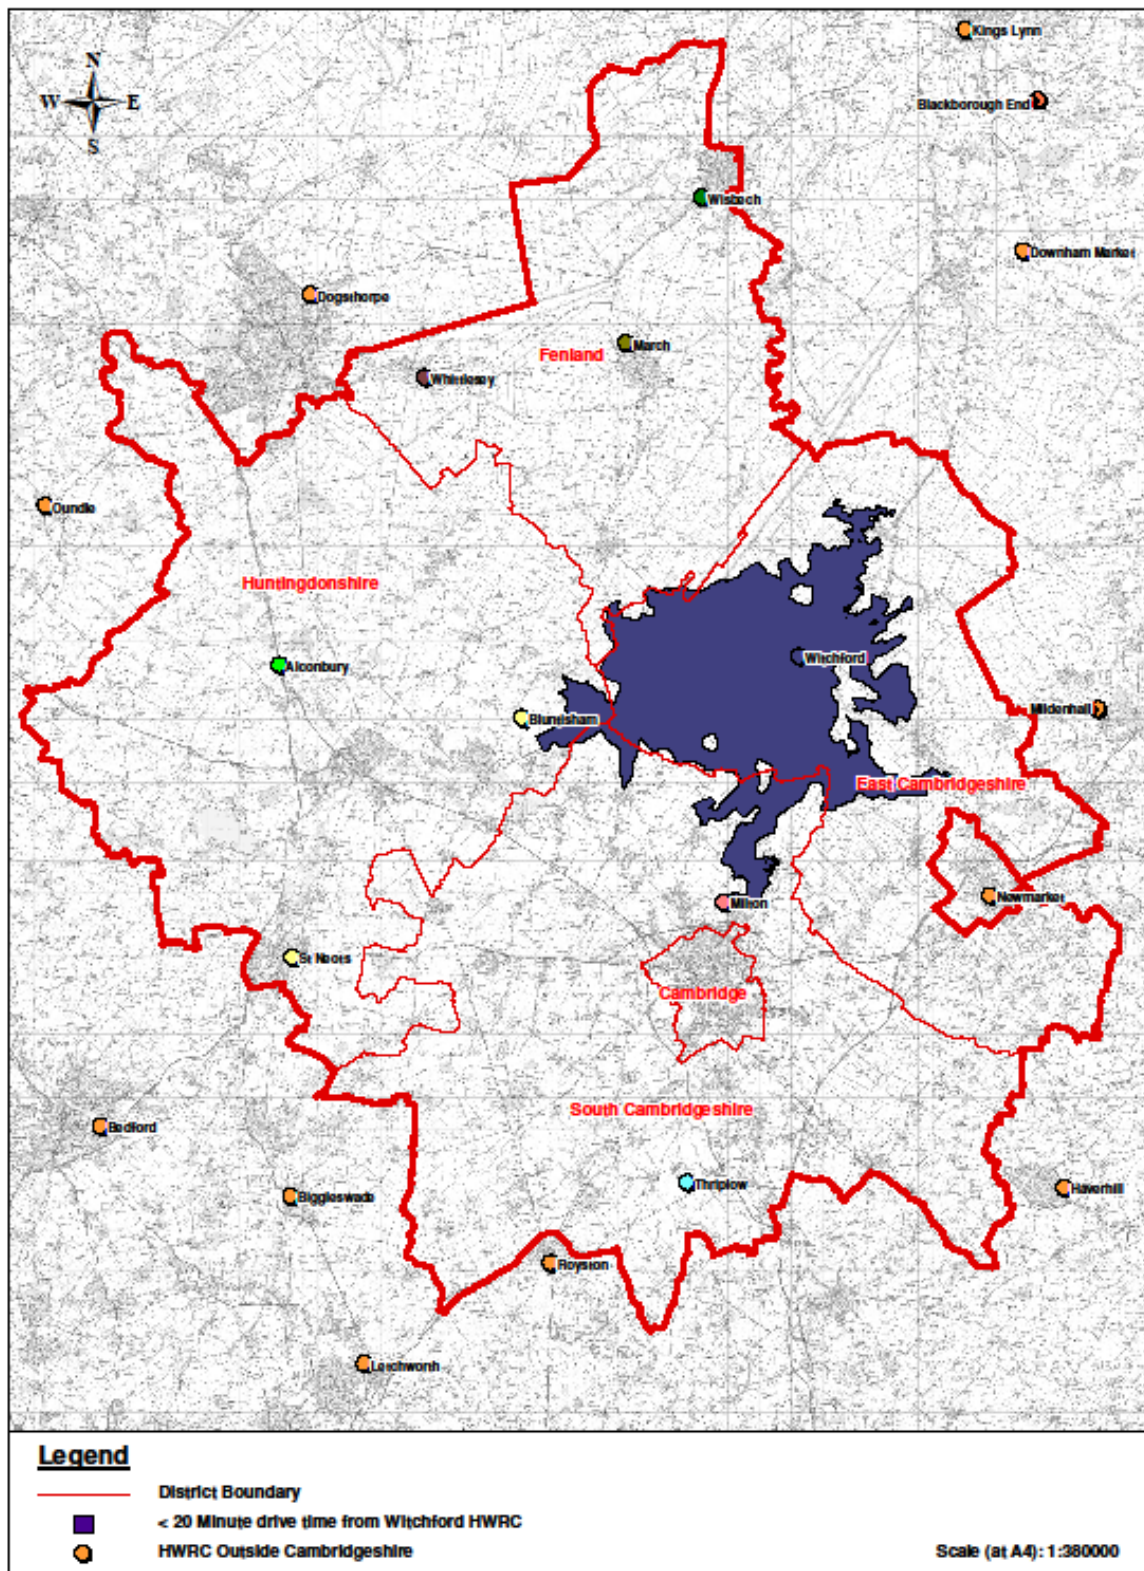 Kings Lynn
N
W E
S
Blackborough End
Wisbech
Downham Market
Dogsthorpe
March
Fenland
Whittlesey
Oundle
Huntingdonshire
Witchford
Alconbury
Mildenhall
Bluntisham
East Cambridgeshire
Newmarket
Milton
St Neots
Cambridge
South Cambridgeshire
Bedford
Thriplow
Haverhill
Biggleswade
Royston
Letchworth
Legend
District Boundary
< 20 Minute drive time from Witchford HWRC
HWRC Outside Cambridgeshire
Scale (at A4): 1:380000